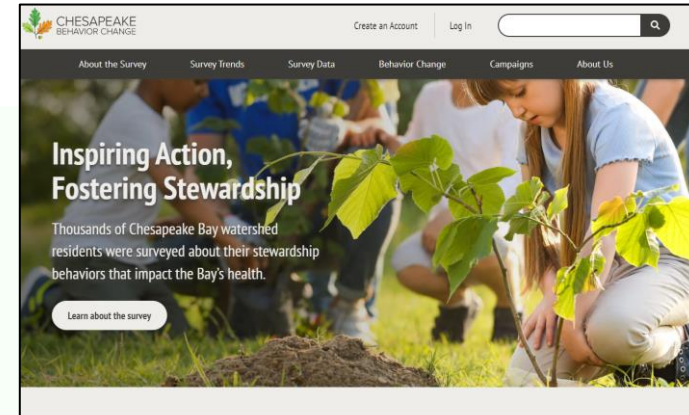 CHESAPEAKE
BEHAVIOR CHANGE
Create an Account
Log In
About the Survey
Survey Trends
Survey Data
Behavior Change
Campaigns
About Us
Inspiring Action,
Fostering Stewardship
Thousands of Chesapeake Bay watershed
residents were surveyed about their stewardship
behaviors that impact the Bay's health.
Learn about the survey